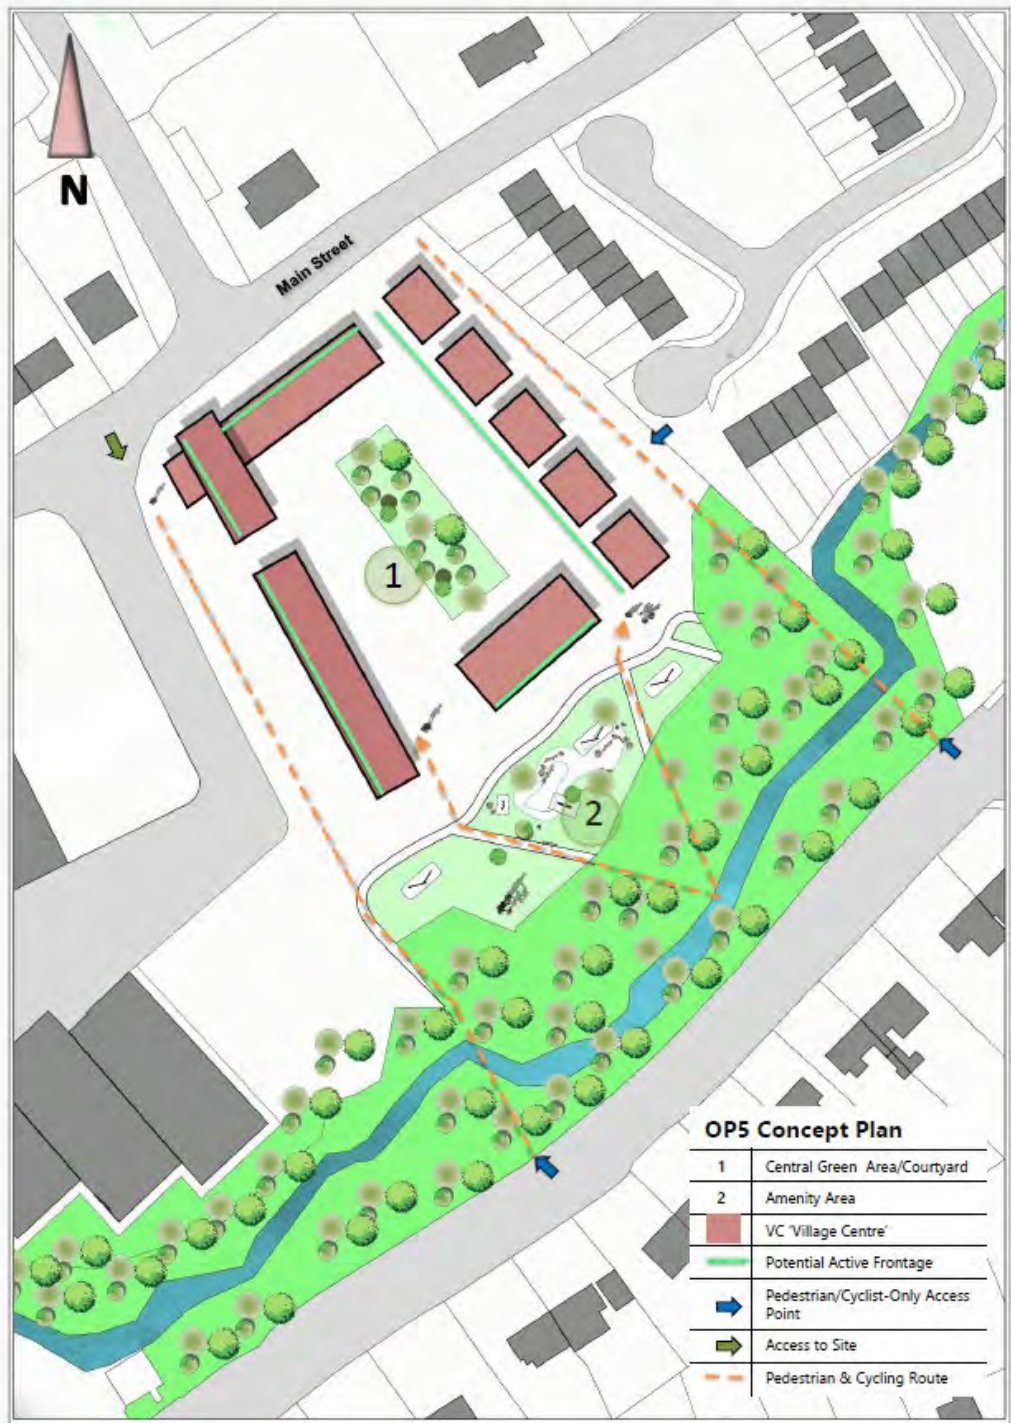 N
Main Street
1
2
OP5 Concept Plan
1 Central Green Area/Courtyard
2 Amenity Area
VC 'Village Centre'
Potential Active Frontage
Pedestrian/Cyclist-Only Access
Point
Access to Site
Pedestrian & Cycling Route